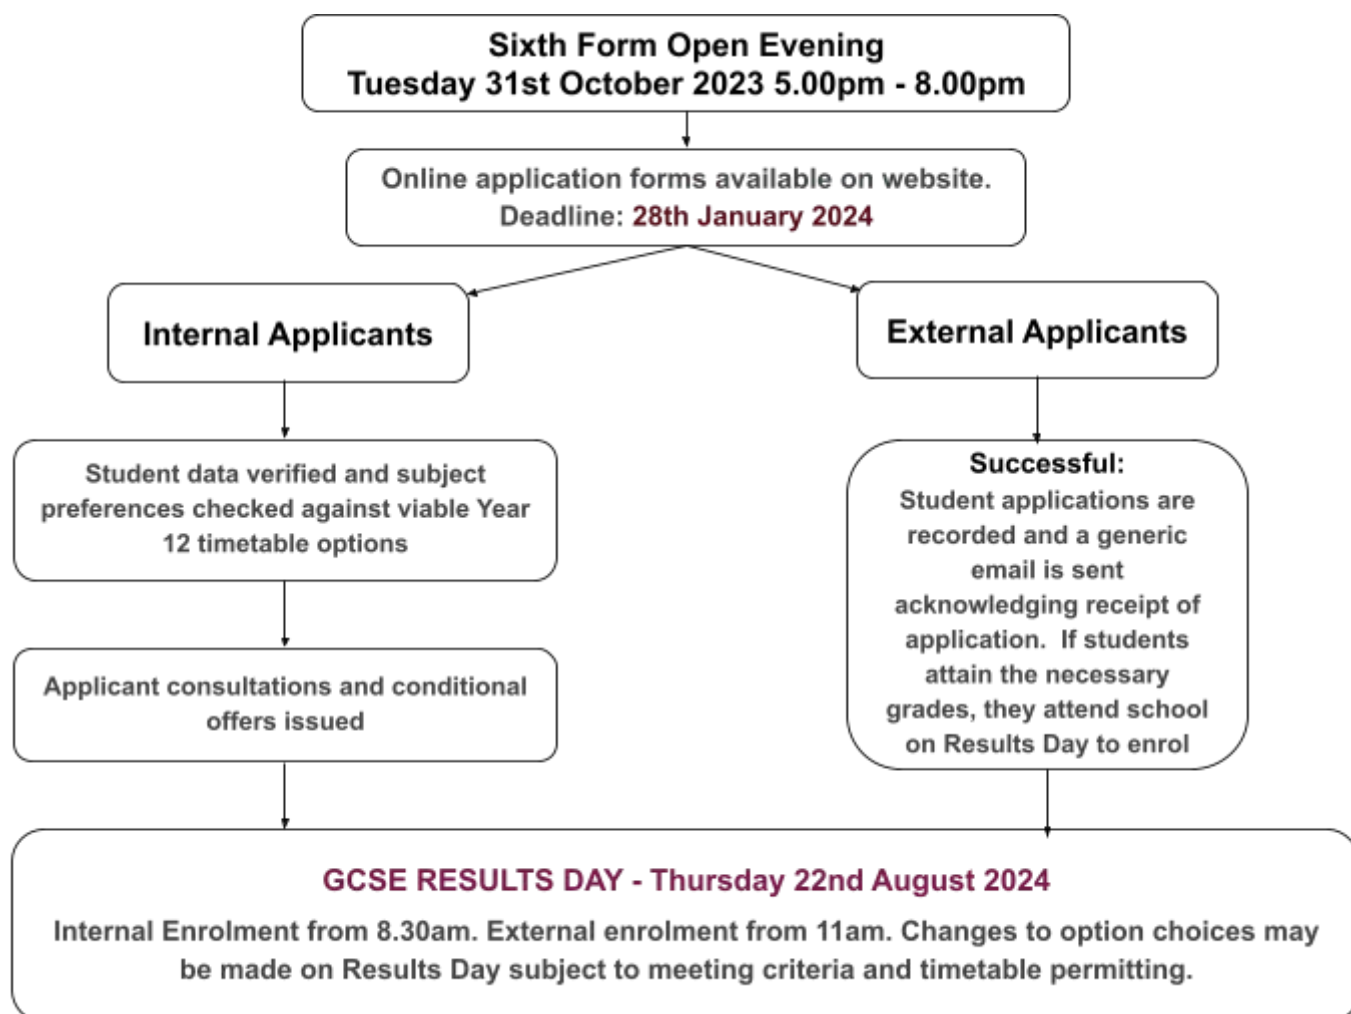 Sixth Form Open Evening
Tuesday 31st October 2023 5.00pm - 8.00pm
Online application forms available on website.
Deadline: 28th January 2024
Internal Applicants
External Applicants
Student data verified and subject
preferences checked against viable Year
12 timetable options
Applicant consultations and conditional
offers issued
Successful:
Student applications are
recorded and a generic
email is sent
acknowledging receipt of
application.  If students
attain the necessary
grades, they attend school
on Results Day to enrol
GCSE RESULTS DAY - Thursday 22nd August 2024
Internal Enrolment from 8.30am. External enrolment from 11am. Changes to option choices may
be made on Results Day subject to meeting criteria and timetable permitting.